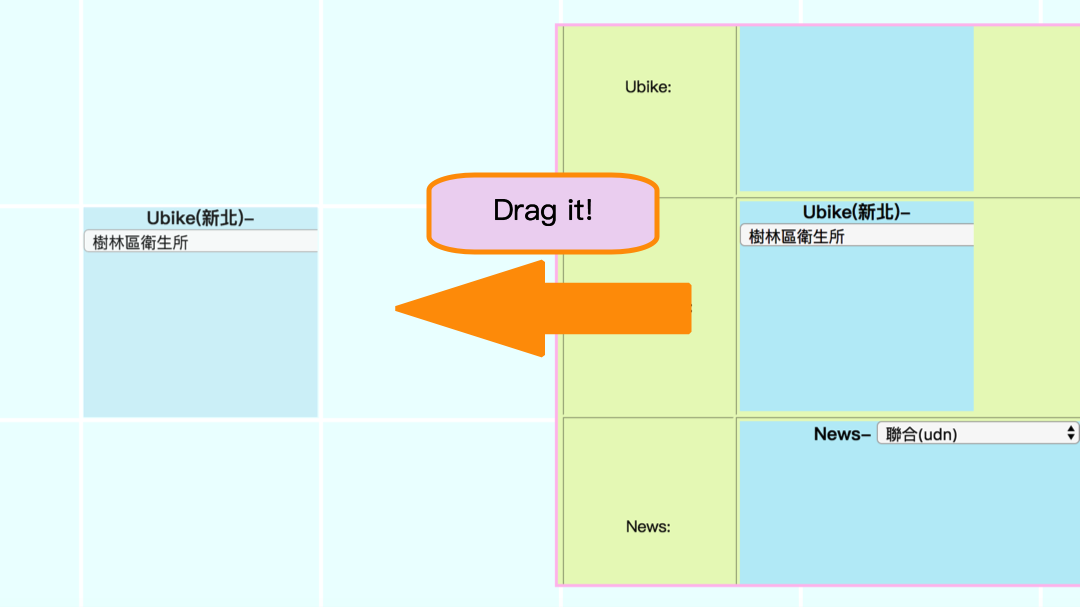 Ubike:
Drag it!
Ubike(新北)–
樹林區衛生所
Ubike(新北)–
樹林區衛生所
News–
聯合(udn)
News: